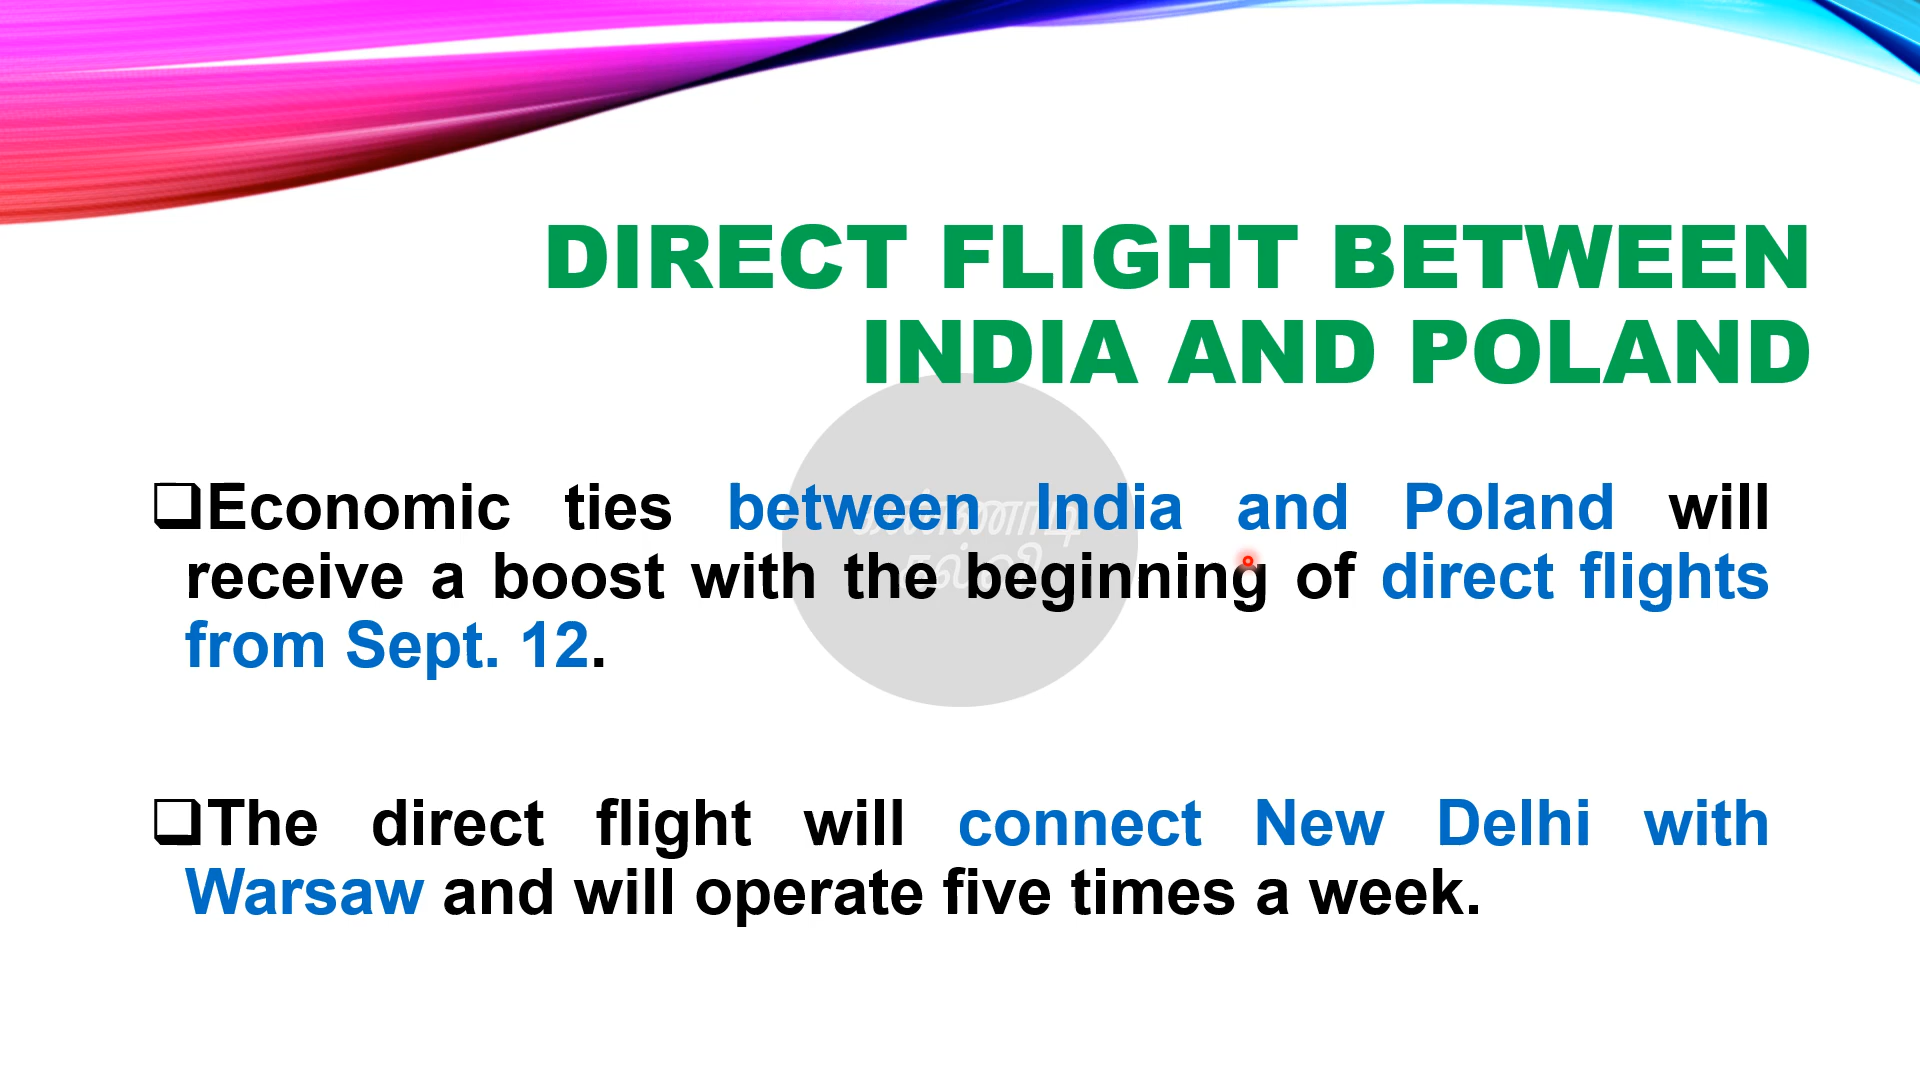 DIRECT FLIGHT BETWEEN
INDIA AND POLAND
❑Economic ties between India and Poland will
receive a boost with the beginning of direct flights
from Sept. 12.
❑The direct flight will connect New Delhi with
Warsaw and will operate five times a week.